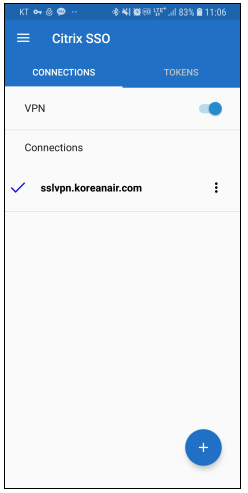 KT 83% 11:06
Citrix SSO
CONNECTIONS TOKENS
VPN
Connections
sslvpn.koreanair.com